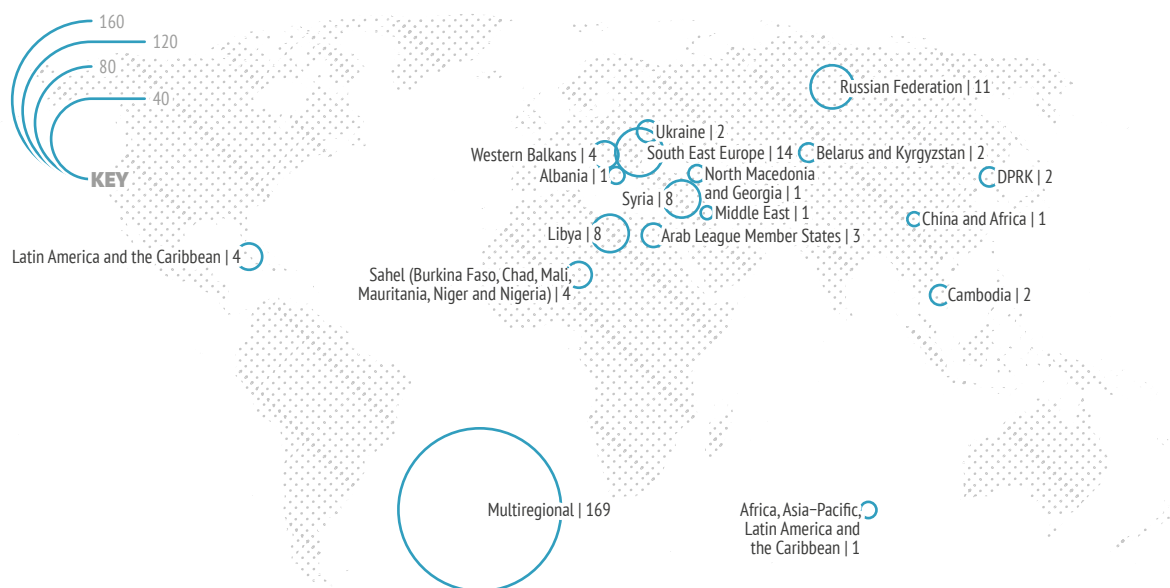 160
120
80
40
KEY
Russian Federation | 11
Ukraine | 2
South East Europe | 14
Belarus and Kyrgyzstan | 2
Western Balkans | 4
Albania | 1
North Macedonia
and Georgia | 1
DPRK | 2
Syria | 8
Middle East | 1
China and Africa | 1
Libya | 8
Arab League Member States | 3
Latin America and the Caribbean | 4
Sahel (Burkina Faso, Chad, Mali,
Mauritania, Niger and Nigeria) | 4
Cambodia | 2
Multiregional | 169
Africa, Asia–Pacific,
Latin America and
the Caribbean | 1